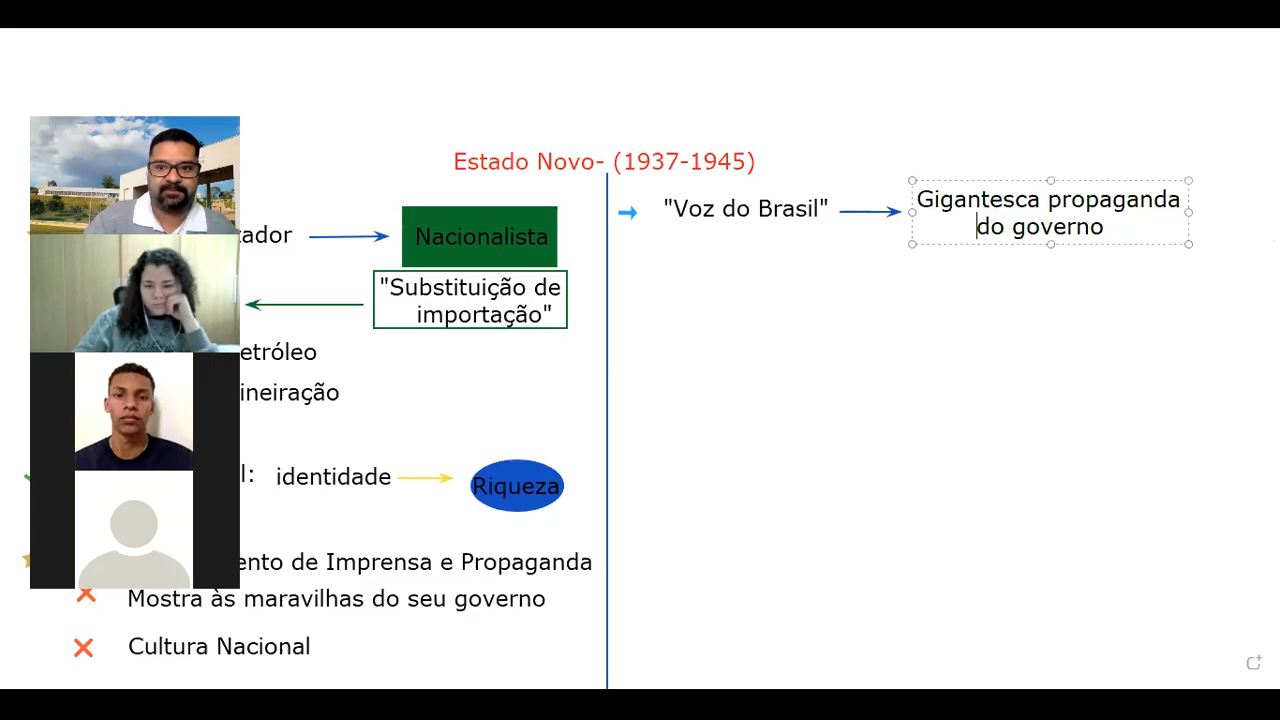 Estado Novo- (1937-1945)
zador
Nacionalista
"Substituição de
importação"
etróleo
ineiração
l: identidade
Riqueza
ento de Imprensa e Propaganda
Mostra às maravilhas do seu governo
Cultura Nacional
"Voz do Brasil"
Gigantesca propaganda
do governo